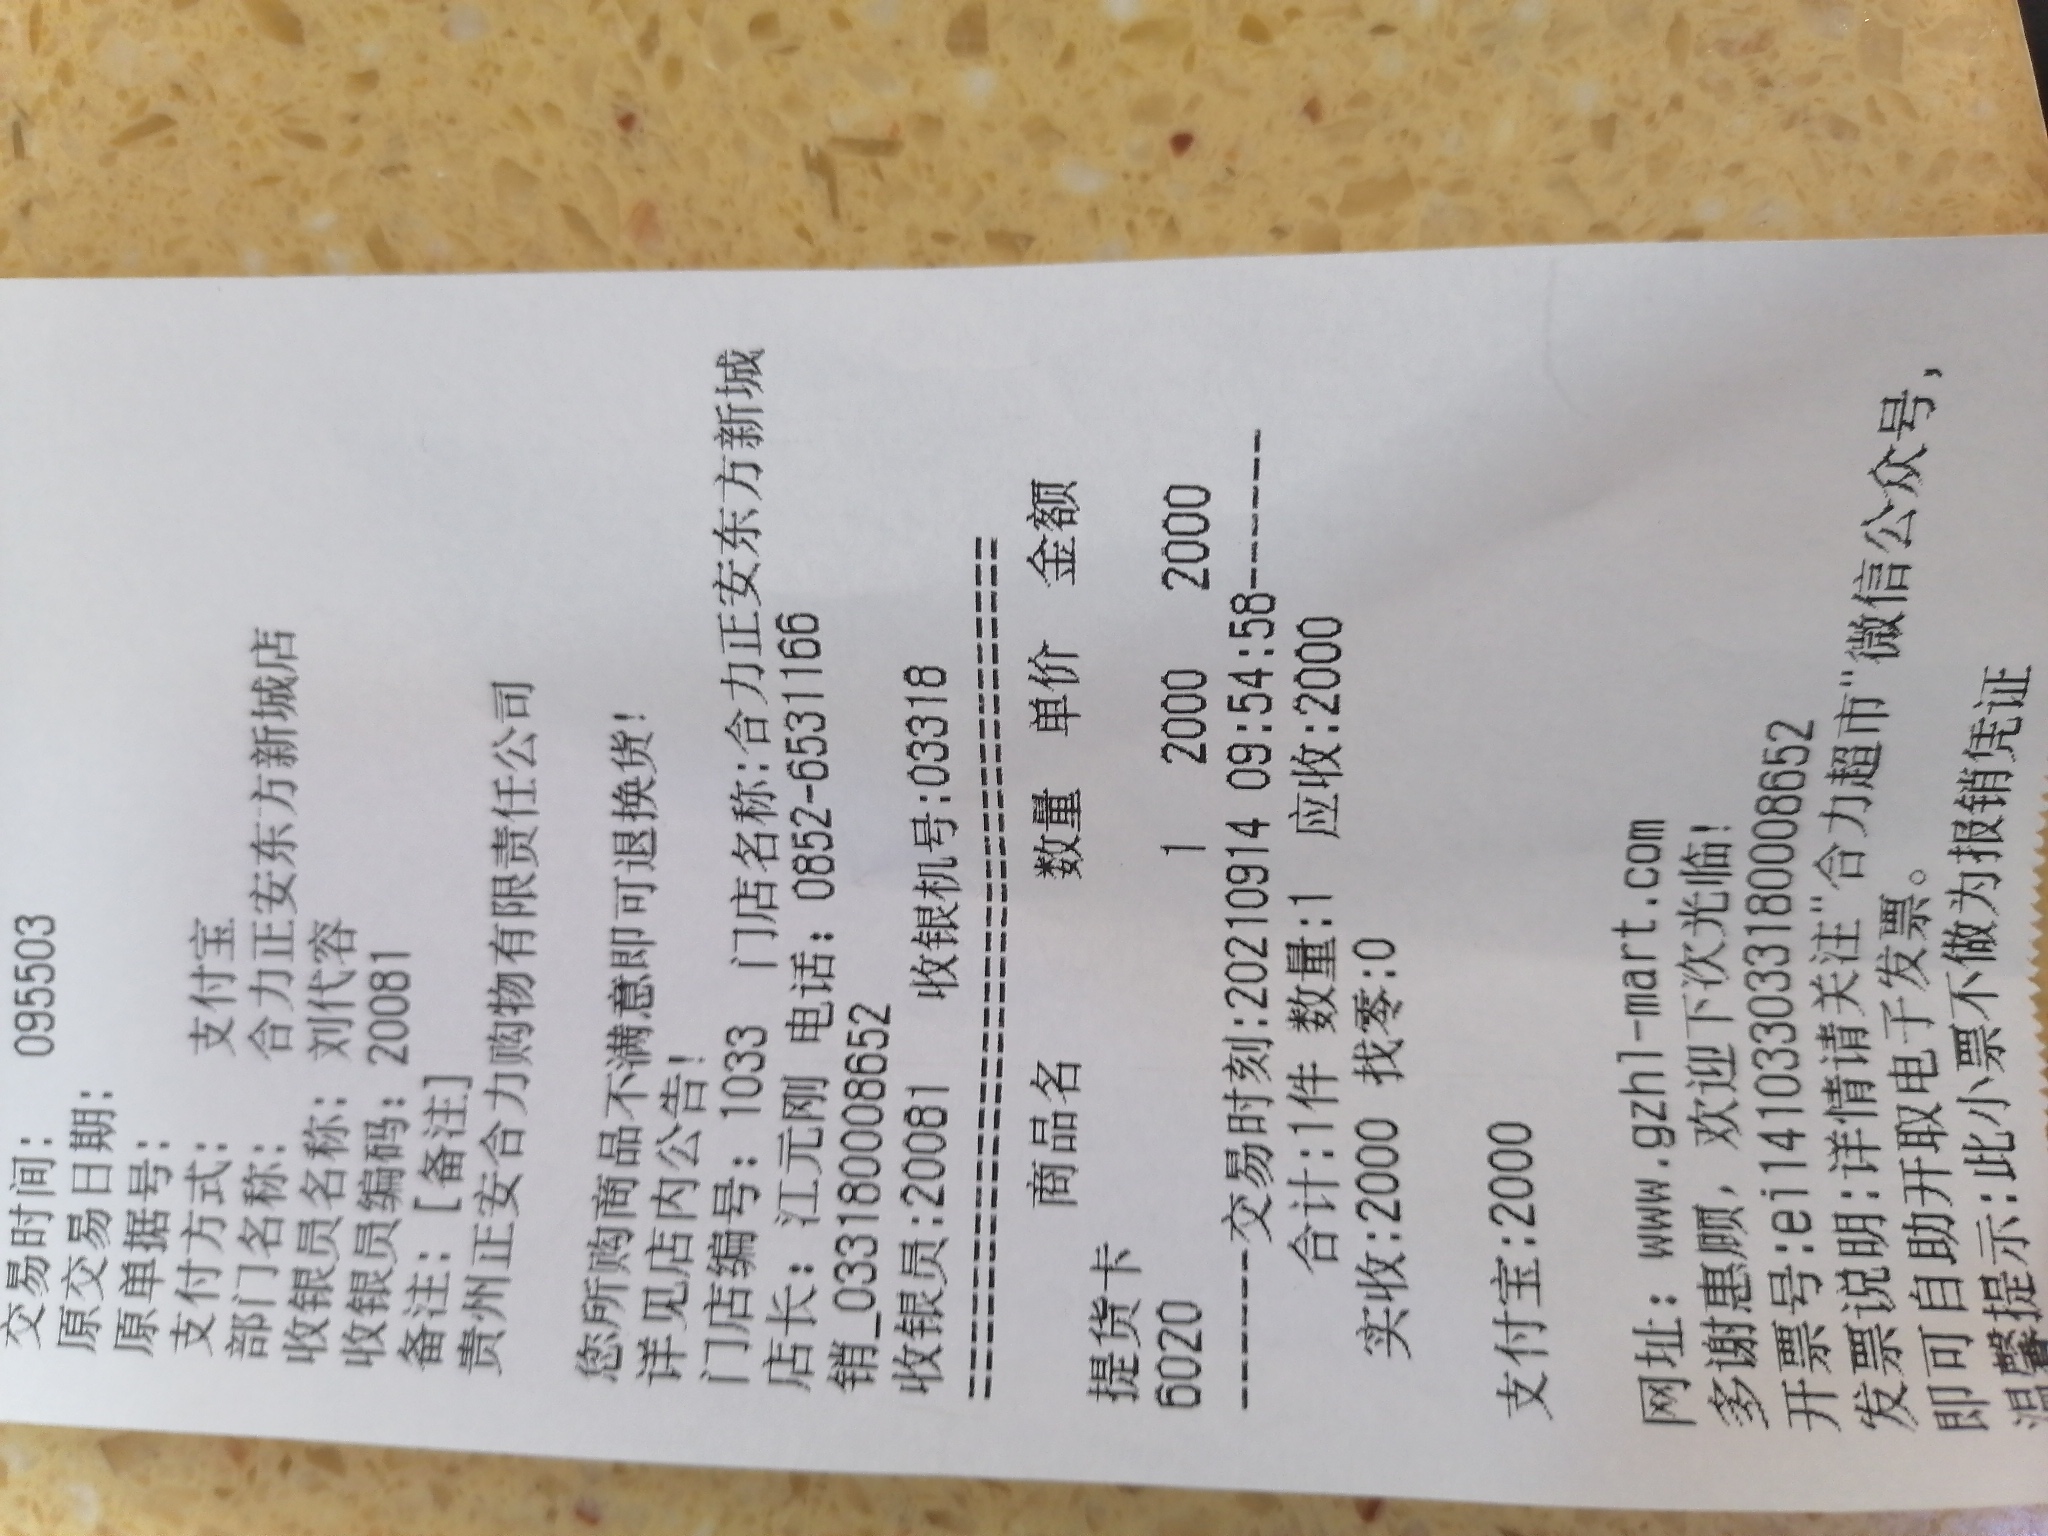 交易时间: 095503
原交易日期:
原单据号:
支付方式: 支付宝
部门名称: 合力正安东方新城店
收银员名称: 刘代容
收银员编码: 20081
备注: [备注]
贵州正安合力购物有限责任公司
您所购商品不满意即可退换货!
详见店内公告!
门店编号: 1033 门店名称:合力正安东方新城
店长: 江元刚 电话: 0852-6531166
销_033180008652
收银员:20081 收银机号:03318
==============================
商品名 数量 单价 金额
提货卡
6020 1 2000 2000
-------交易时刻:20210914 09:54:58-------
合计:1件 数量:1 应收:2000
实收:2000 找零:0
支付宝:2000
网址: www.gzhl-mart.com
多谢惠顾, 欢迎下次光临!
开票号:ei141033033180008652
发票说明:详情请关注"合力超市"微信公众号,
即可自助开取电子发票。
温馨提示:此小票不做为报销凭证